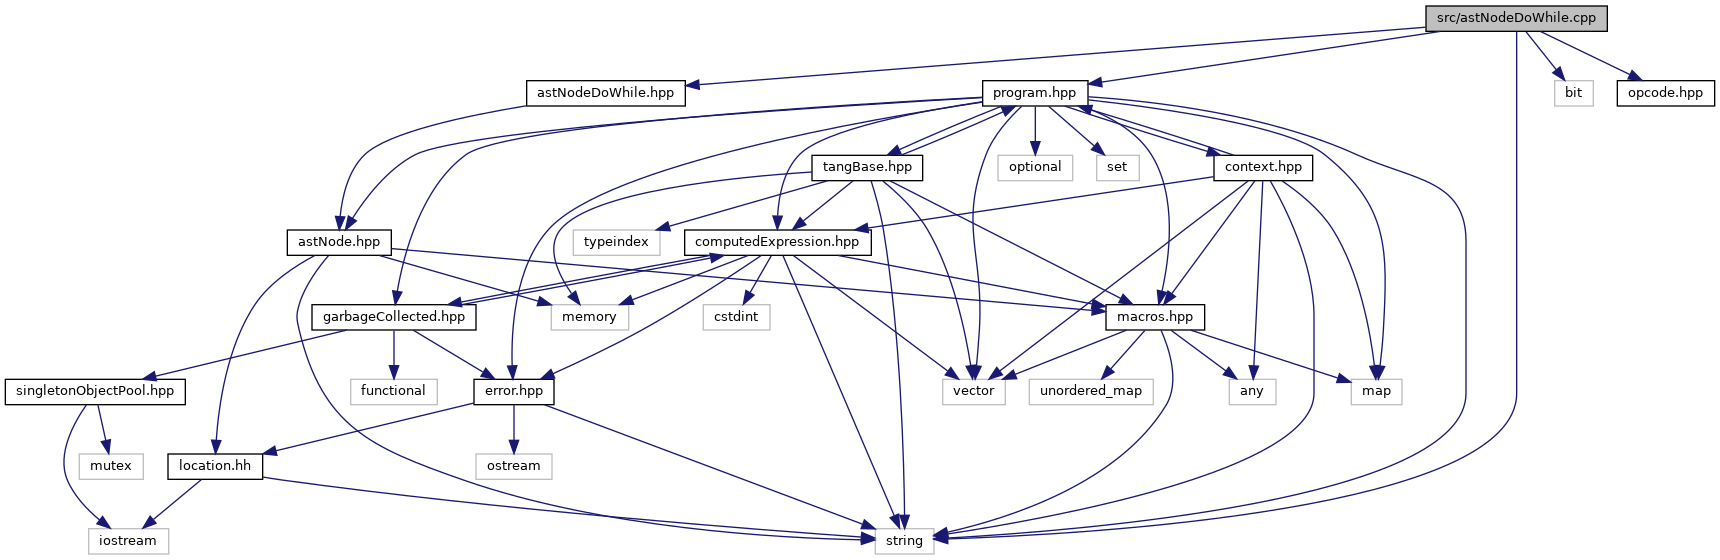 src/astNodeDoWhile.cpp
astNodeDoWhile.hpp
program.hpp
bit
opcode.hpp
tangBase.hpp
optional
set
context.hpp
astNode.hpp
typeindex
computedExpression.hpp
garbageCollected.hpp
memory
cstdint
macros.hpp
singletonObjectPool.hpp
functional
error.hpp
vector
unordered_map
any
map
mutex
location.hh
ostream
iostream
string